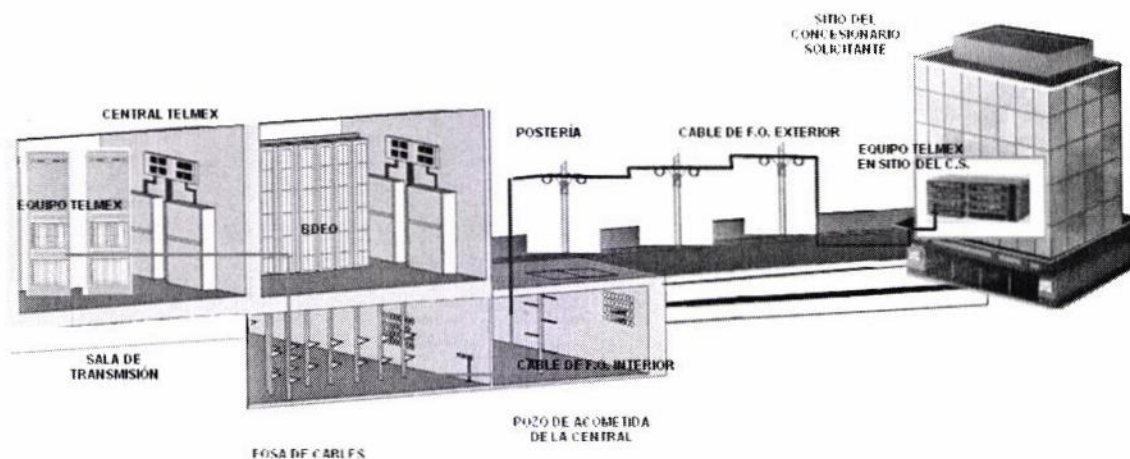 SITIO DEL
CONCESIONARIO
SOLICITANTE
CENTRAL TELMEX
POSTERÍA
CABLE DE F.O. EXTERIOR
EQUIPO TELMEX
EN SITIO DEL C.S.
EQUIPO TELMEX
BDFO
SALA DE
TRANSMISIÓN
CABLE DE F.O. INTERIOR
POZO DE ACOMETIDA
DE LA CENTRAL
FOSA DE CABLES